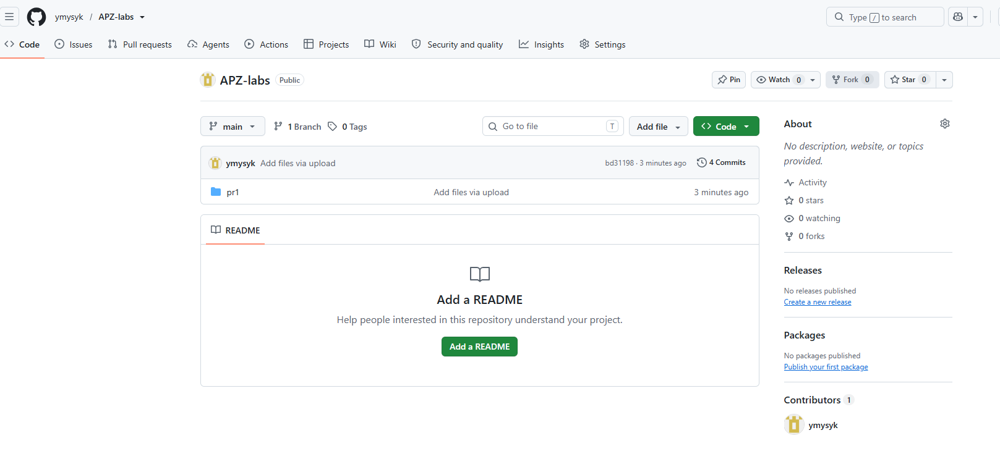 ymysyk / APZ-labs
Type / to search
Code Issues Pull requests Agents Actions Projects Wiki Security and quality Insights Settings
APZ-labs Public
Pin Watch 0 Fork 0 Star 0
main 1 Branch 0 Tags
Go to file T Add file Code
ymysyk Add files via upload bd31198 · 3 minutes ago 4 Commits
pr1 Add files via upload 3 minutes ago
README
Add a README
Help people interested in this repository understand your project.
Add a README
About
No description, website, or topics
provided.
Activity
0 stars
0 watching
0 forks
Releases
No releases published
Create a new release
Packages
No packages published
Publish your first package
Contributors 1
ymysyk